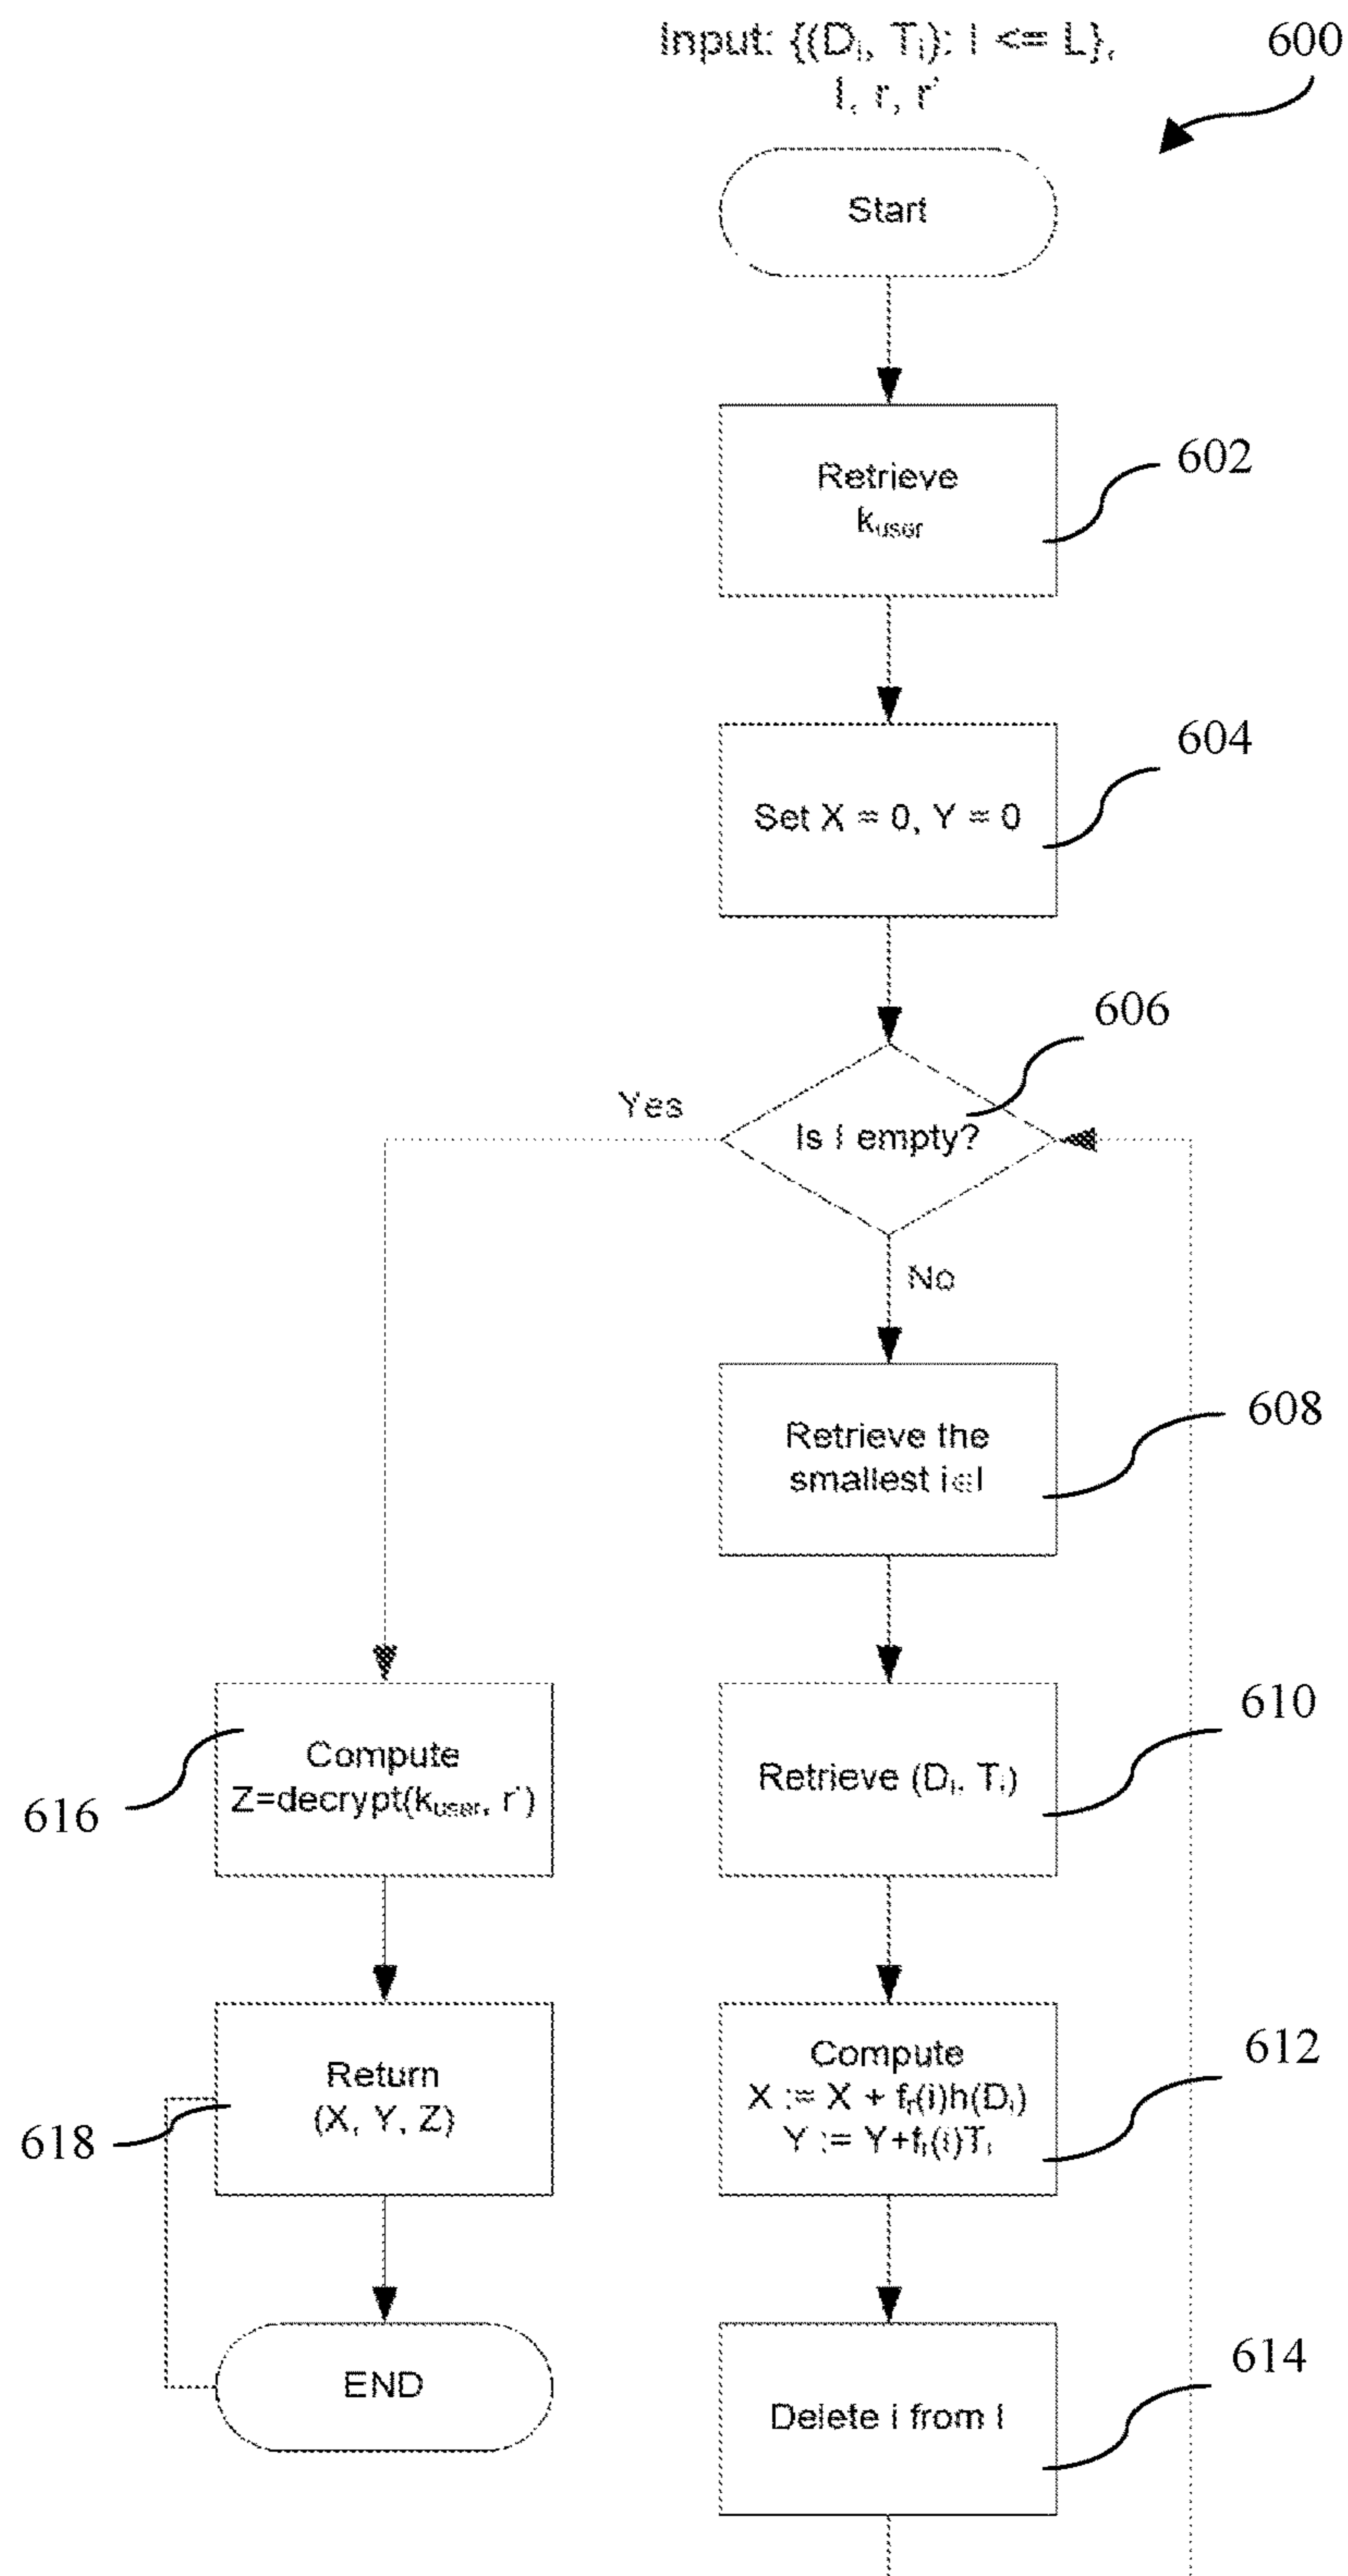 Input: {(Dᵢ, Tᵢ): I <= L},
I, r, r'
600
Start
Retrieve
k_user
602
Set X = 0, Y = 0
604
606
Yes
Is I empty?
No
Retrieve the
smallest i∈I
608
Retrieve (Dᵢ, Tᵢ)
610
Compute
Z=decrypt(k_user, r')
616
Compute
X := X + fᵣ(i)h(Dᵢ)
Y := Y+fᵣ(i)Tᵢ
612
Return
(X, Y, Z)
618
Delete i from I
614
END